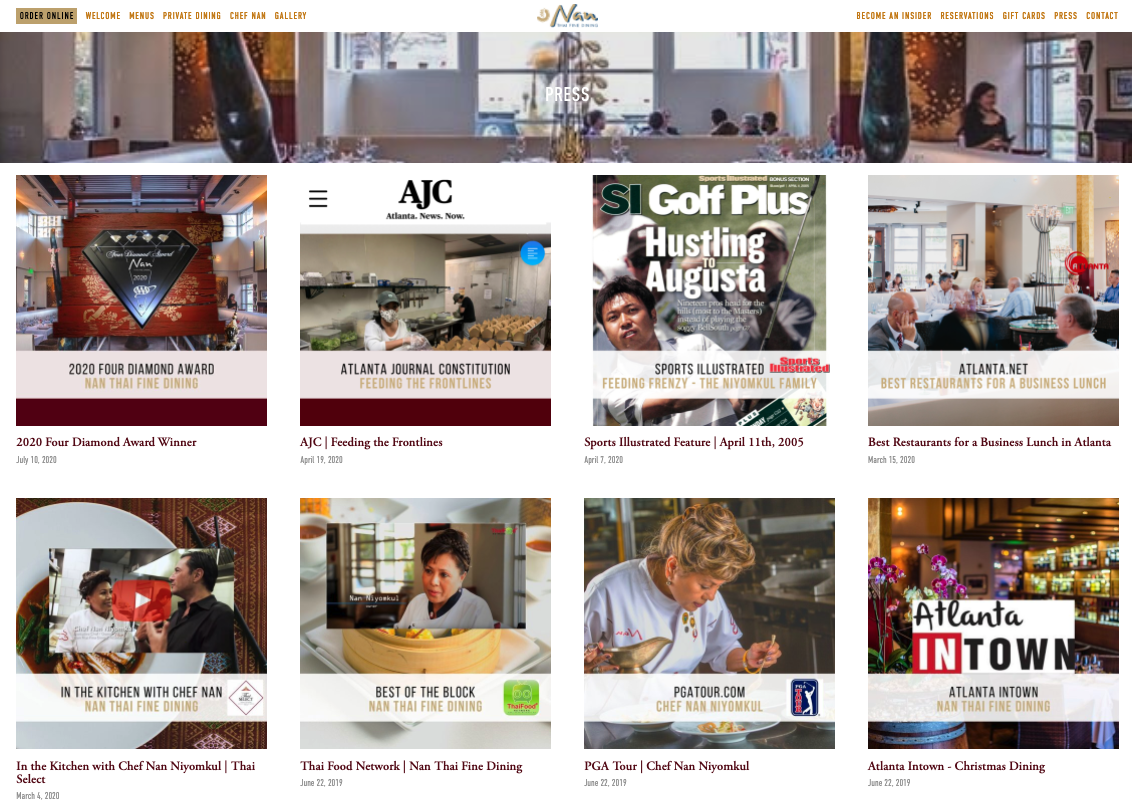 ORDER ONLINE WELCOME MENUS PRIVATE DINING CHEF NAN GALLERY
Nan
THAI FINE DINING
BECOME AN INSIDER RESERVATIONS GIFT CARDS PRESS CONTACT
PRESS
Four Diamond Award
Nan
2020
2020 FOUR DIAMOND AWARD
NAN THAI FINE DINING
2020 Four Diamond Award Winner
July 10, 2020
AJC
Atlanta. News. Now.
ATLANTA JOURNAL CONSTITUTION
FEEDING THE FRONTLINES
AJC | Feeding the Frontlines
April 19, 2020
Sports Illustrated BONUS SECTION
SI Golf Plus
Hustling
TO
Augusta
Nineteen pros head for the
hills (most to the Masters)
instead of playing the
soggy BellSouth
SPORTS ILLUSTRATED Sports Illustrated
FEEDING FRENZY - THE NIYOMKUL FAMILY
Sports Illustrated Feature | April 11th, 2005
April 7, 2020
ATLANTA
ATLANTA.NET
BEST RESTAURANTS FOR A BUSINESS LUNCH
Best Restaurants for a Business Lunch in Atlanta
March 15, 2020
Chef Nan Niyomkul
IN THE KITCHEN WITH CHEF NAN
NAN THAI FINE DINING
In the Kitchen with Chef Nan Niyomkul | Thai
Select
March 4, 2020
Nan Niyomkul
BEST OF THE BLOCK
NAN THAI FINE DINING
ThaiFood
Thai Food Network | Nan Thai Fine Dining
June 22, 2019
PGATOUR.COM
CHEF NAN NIYOMKUL
PGA TOUR
PGA Tour | Chef Nan Niyomkul
June 22, 2019
Atlanta
INTOWN
ATLANTA INTOWN
NAN THAI FINE DINING
Atlanta Intown - Christmas Dining
June 22, 2019